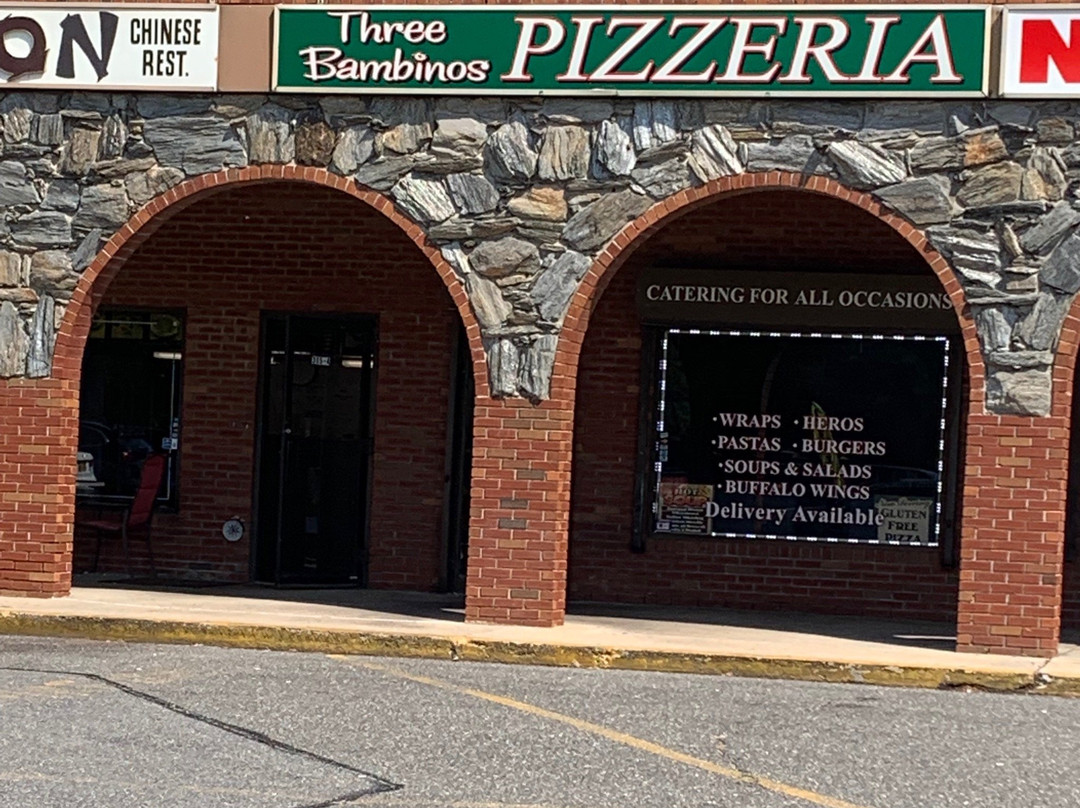 ON CHINESE
REST.
Three
Bambinos
PIZZERIA
N
CATERING FOR ALL OCCASIONS
·WRAPS ·HEROS
·PASTAS ·BURGERS
·SOUPS & SALADS
·BUFFALO WINGS
Delivery Available
GLUTEN
FREE
PIZZA